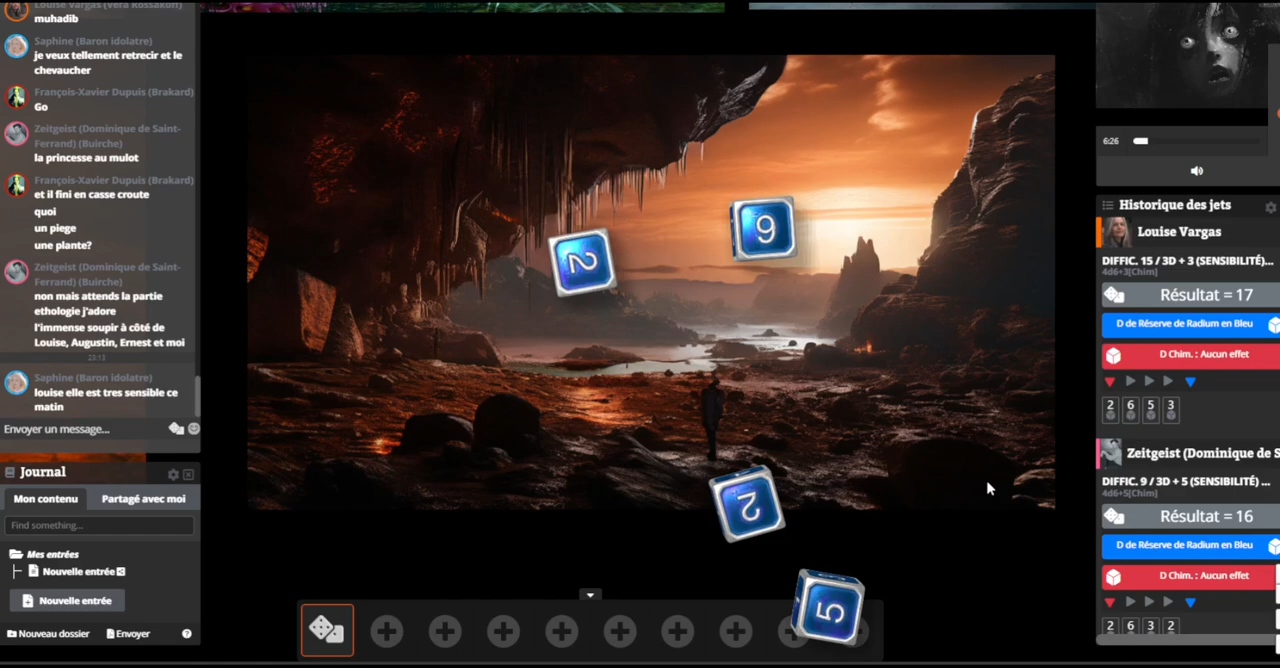 Louise Vargas (Vera Rossakoff)
muhadib
Saphine (Baron idolatre)
je veux tellement retrecir et le
chevaucher
François-Xavier Dupuis (Brakard)
Go
Zeitgeist (Dominique de Saint-
Ferrand) (Buirche)
la princesse au mulot
François-Xavier Dupuis (Brakard)
et il fini en casse croute
quoi
un piege
une plante?
Zeitgeist (Dominique de Saint-
Ferrand) (Buirche)
non mais attends la partie
ethologie j'adore
l'immense soupir à côté de
Louise, Augustin, Ernest et moi
23:13
Saphine (Baron idolatre)
louise elle est tres sensible ce
matin
Envoyer un message...
Journal
Mon contenu
Partagé avec moi
Find something...
Mes entrées
Nouvelle entrée
Nouvelle entrée
Nouveau dossier
Envoyer
?
2
6
2
5
6:26
Historique des jets
Louise Vargas
DIFFIC. 15 / 3D + 3 (SENSIBILITÉ)...
4d6+3[Chim]
Résultat = 17
D de Réserve de Radium en Bleu
D Chim. : Aucun effet
2 6 5 3
Zeitgeist (Dominique de S
DIFFIC. 9 / 3D + 5 (SENSIBILITÉ) ...
4d6+5[Chim]
Résultat = 16
D de Réserve de Radium en Bleu
D Chim. : Aucun effet
2 6 3 2